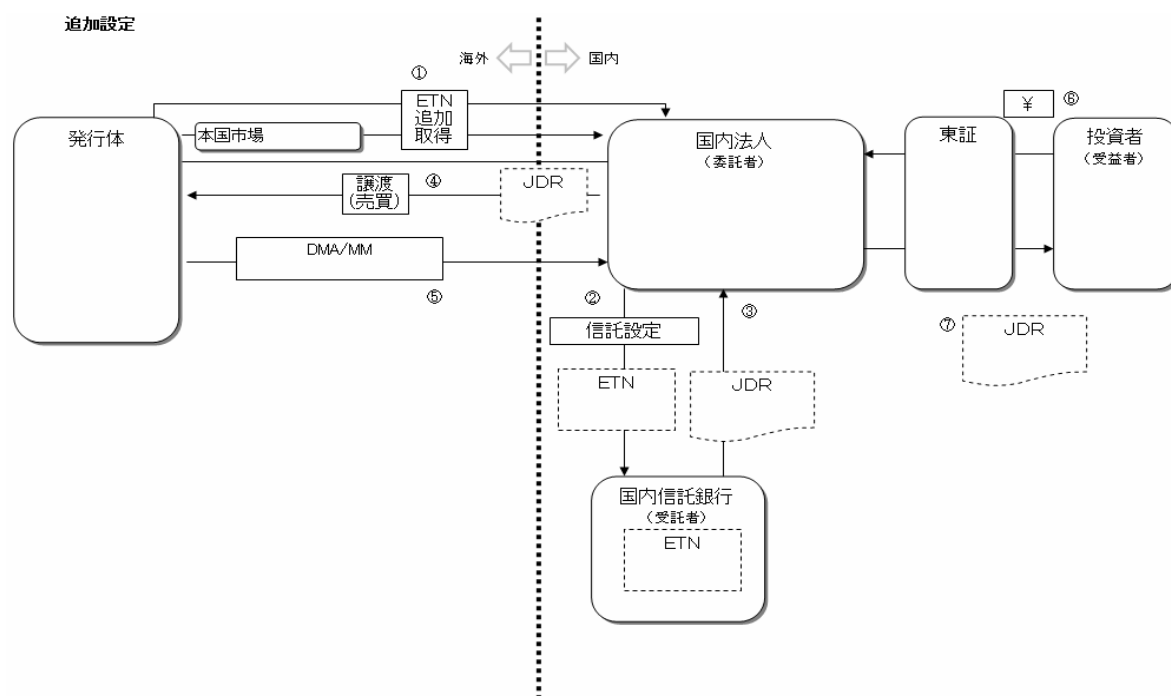 追加設定
海外
国内
①
ETN
追加
取得
本国市場
発行体
国内法人
（委託者）
東証
¥
⑥
投資者
（受益者）
譲渡
(売買)
④
JDR
DMA/MM
⑤
②
信託設定
③
ETN
JDR
⑦
JDR
国内信託銀行
（受託者）
ETN